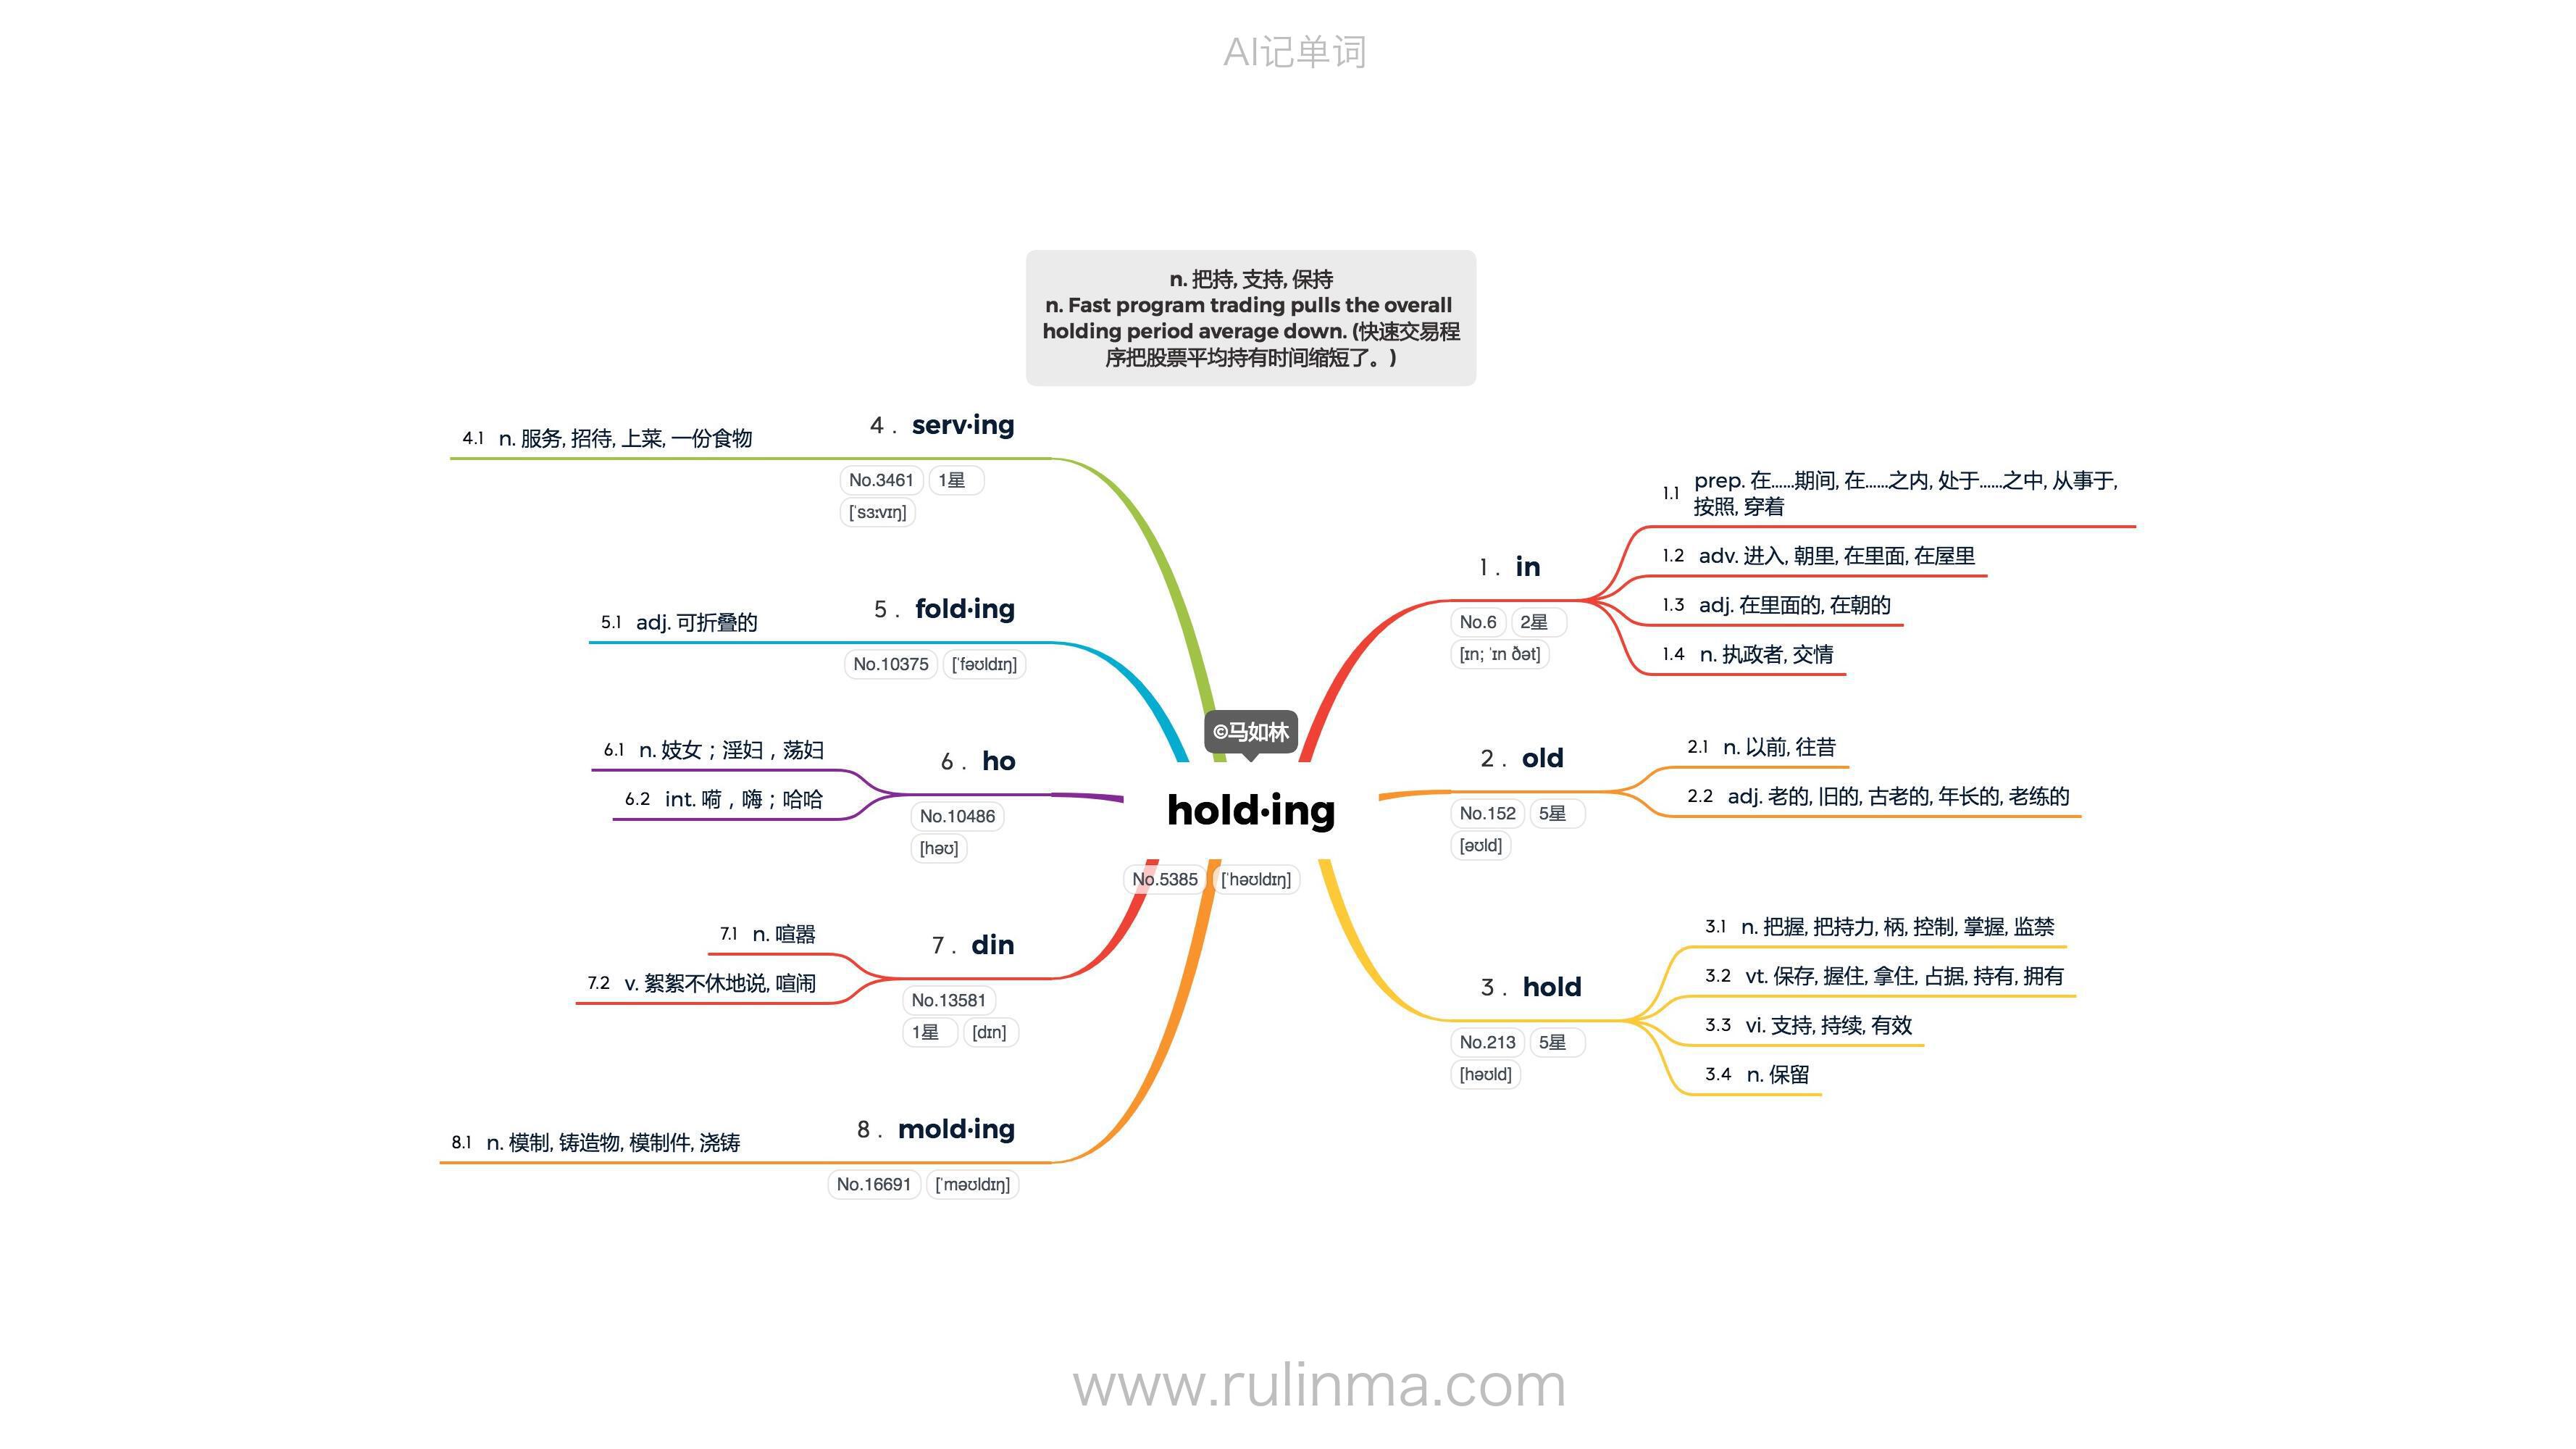 AI记单词
n. 把持, 支持, 保持
n. Fast program trading pulls the overall
holding period average down. (快速交易程
序把股票平均持有时间缩短了。)
©马如林
hold·ing
No.5385 [ˈhəʊldɪŋ]
1 . in
No.6 2星
[ɪn; ˈɪn ðət]
1.1 prep. 在……期间, 在……之内, 处于……之中, 从事于,
按照, 穿着
1.2 adv. 进入, 朝里, 在里面, 在屋里
1.3 adj. 在里面的, 在朝的
1.4 n. 执政者, 交情
2 . old
No.152 5星
[əʊld]
2.1 n. 以前, 往昔
2.2 adj. 老的, 旧的, 古老的, 年长的, 老练的
3 . hold
No.213 5星
[həʊld]
3.1 n. 把握, 把持力, 柄, 控制, 掌握, 监禁
3.2 vt. 保存, 握住, 拿住, 占据, 持有, 拥有
3.3 vi. 支持, 持续, 有效
3.4 n. 保留
4 . serv·ing
No.3461 1星
[ˈsɜːvɪŋ]
4.1 n. 服务, 招待, 上菜, 一份食物
5 . fold·ing
No.10375 [ˈfəʊldɪŋ]
5.1 adj. 可折叠的
6 . ho
No.10486
[həʊ]
6.1 n. 妓女；淫妇，荡妇
6.2 int. 嗬，嗨；哈哈
7 . din
No.13581
1星 [dɪn]
7.1 n. 喧嚣
7.2 v. 絮絮不休地说, 喧闹
8 . mold·ing
No.16691 [ˈməʊldɪŋ]
8.1 n. 模制, 铸造物, 模制件, 浇铸
www.rulinma.com